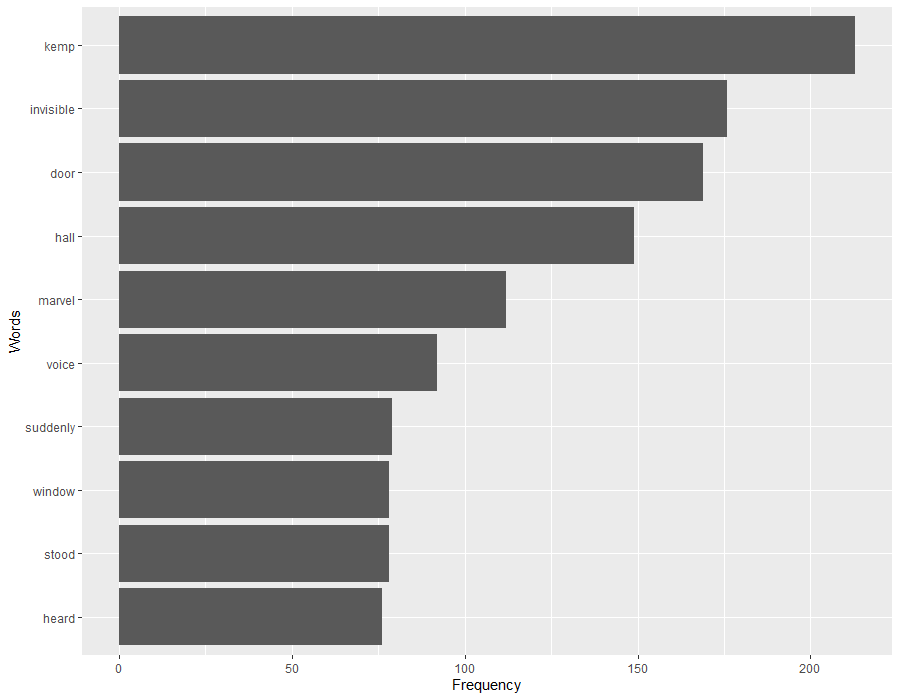 kemp
invisible
door
hall
marvel
voice
suddenly
window
stood
heard
Words
0 50 100 150 200
Frequency